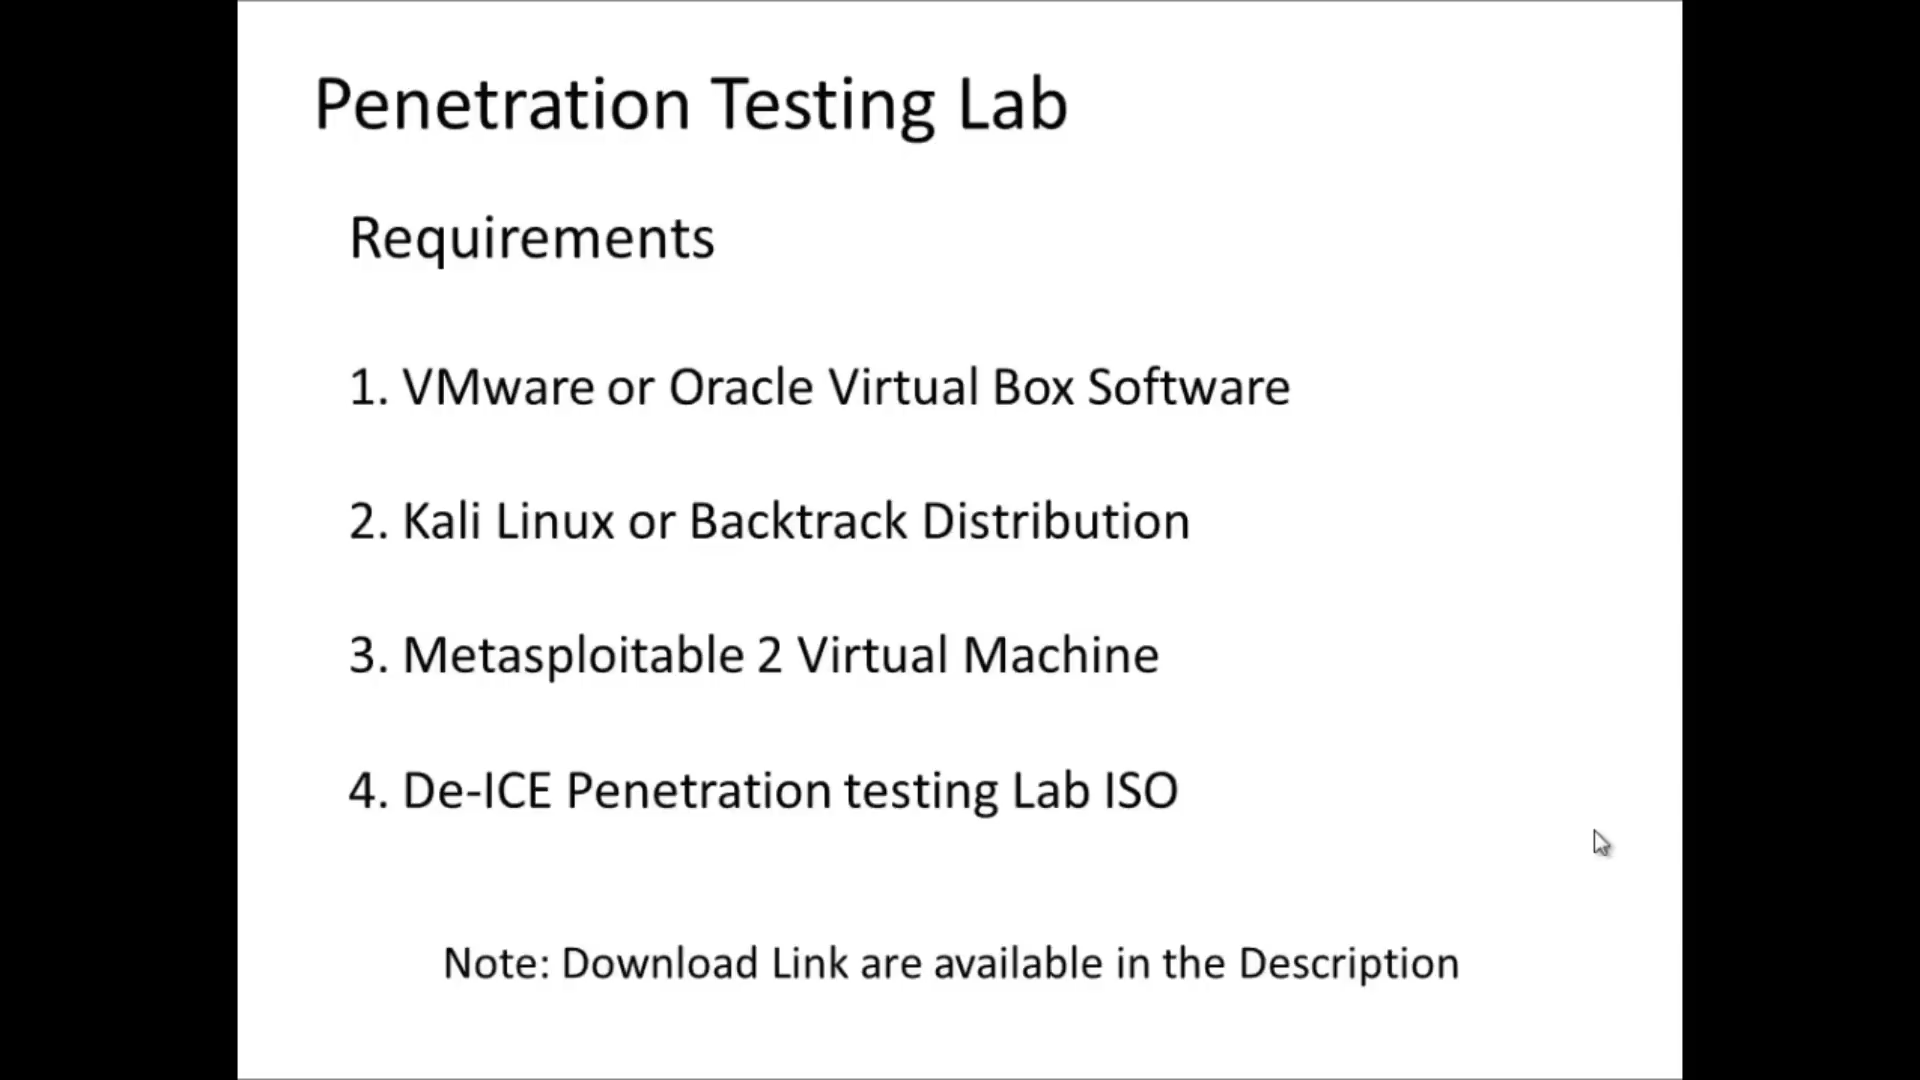 Penetration Testing Lab
Requirements
1. VMware or Oracle Virtual Box Software
2. Kali Linux or Backtrack Distribution
3. Metasploitable 2 Virtual Machine
4. De-ICE Penetration testing Lab ISO
Note: Download Link are available in the Description